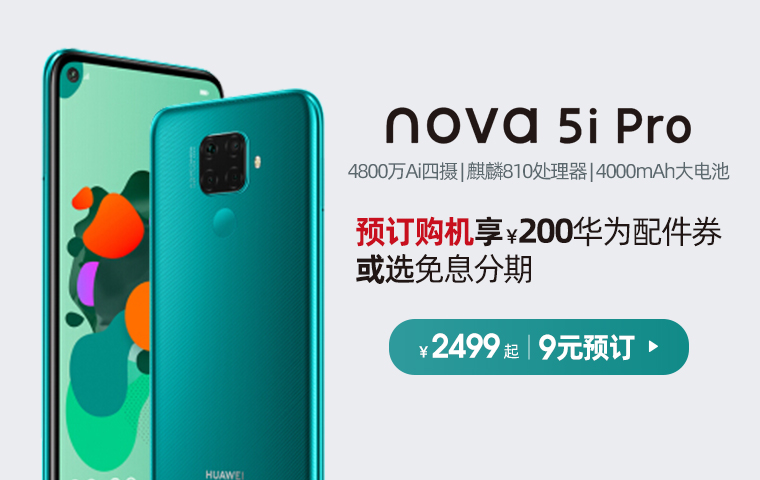 nova 5i Pro
4800万Ai四摄|麒麟810处理器|4000mAh大电池
预订购机享¥200华为配件券
或选免息分期
¥2499起|9元预订
HUAWEI